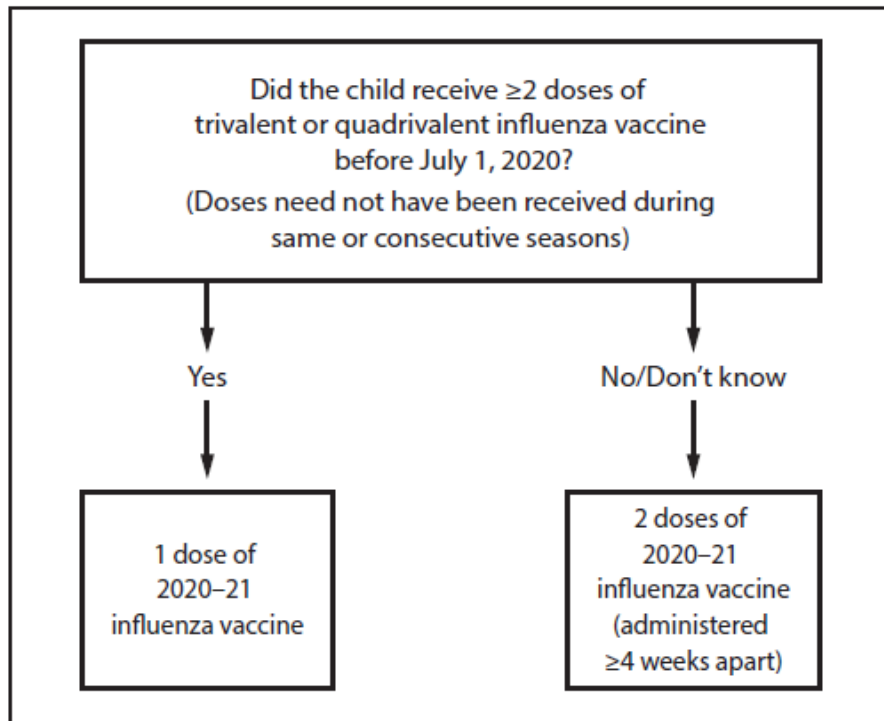 Did the child receive ≥2 doses of
trivalent or quadrivalent influenza vaccine
before July 1, 2020?
(Doses need not have been received during
same or consecutive seasons)
Yes
No/Don't know
1 dose of
2020–21
influenza vaccine
2 doses of
2020–21
influenza vaccine
(administered
≥4 weeks apart)